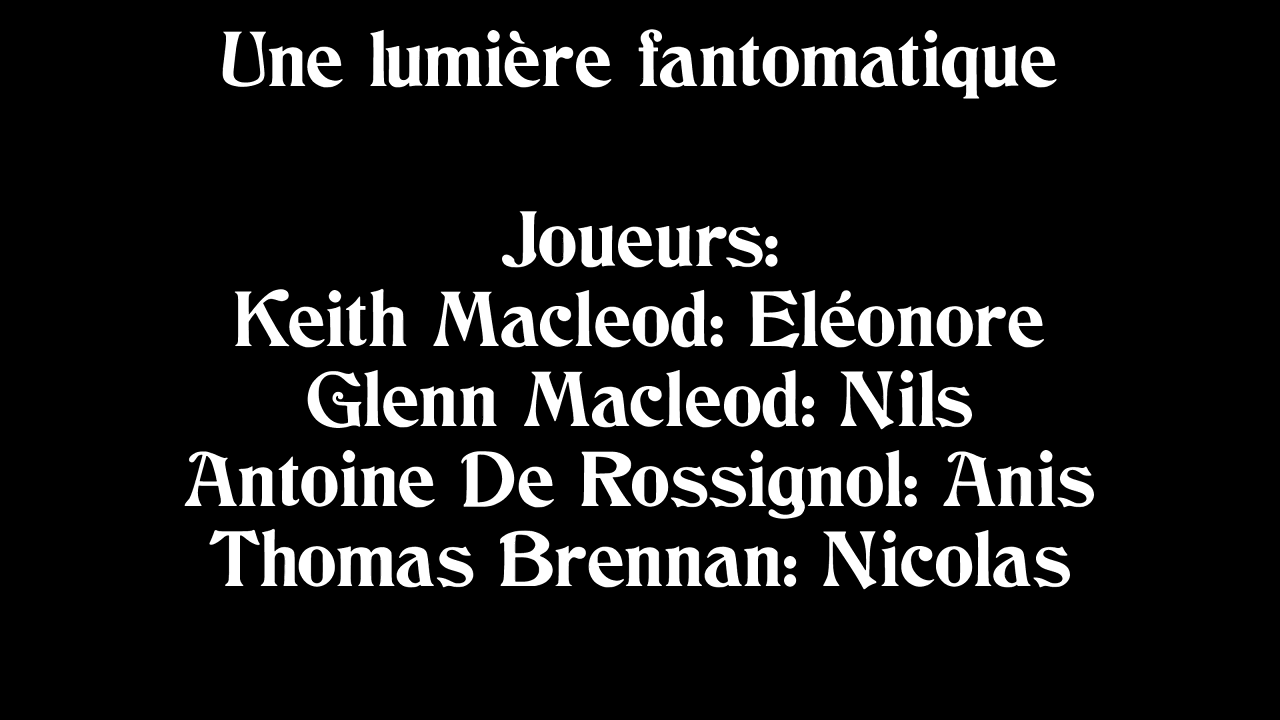 Une lumière fantomatique
Joueurs:
Keith Macleod: Eléonore
Glenn Macleod: Nils
Antoine De Rossignol: Anis
Thomas Brennan: Nicolas